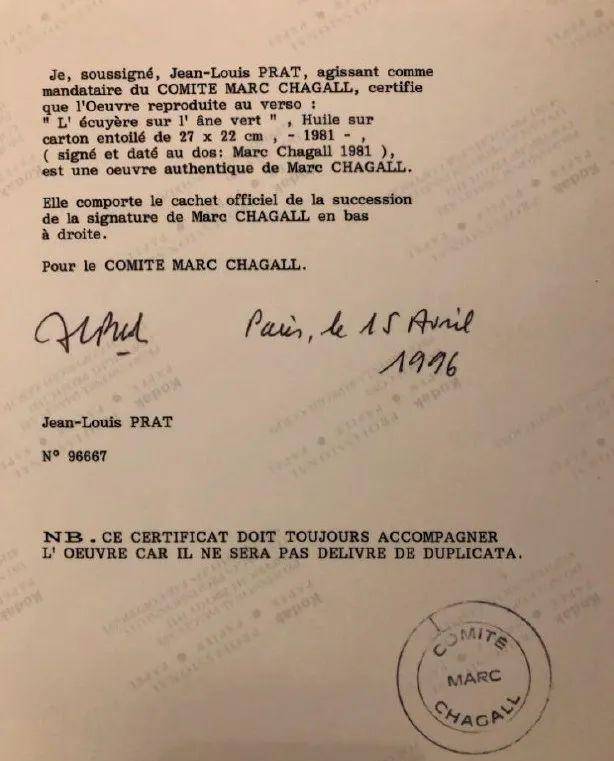 Je, soussigné, Jean-Louis PRAT, agissant comme
mandataire du COMITE MARC CHAGALL, certifie
que l'Oeuvre reproduite au verso :
" L' écuyère sur l' âne vert " , Huile sur
carton entoilé de 27 x 22 cm , - 1981 - ,
( signé et daté au dos: Marc Chagall 1981 ),
est une oeuvre authentique de Marc CHAGALL.
Elle comporte le cachet officiel de la succession
de la signature de Marc CHAGALL en bas
à droite.
Pour le COMITE MARC CHAGALL.
Paris, le 15 Avril
1996
Jean-Louis PRAT
N° 96667
NB . CE CERTIFICAT DOIT TOUJOURS ACCOMPAGNER
L' OEUVRE CAR IL NE SERA PAS DELIVRE DE DUPLICATA.
COMITÉ
MARC
CHAGALL
Kodak